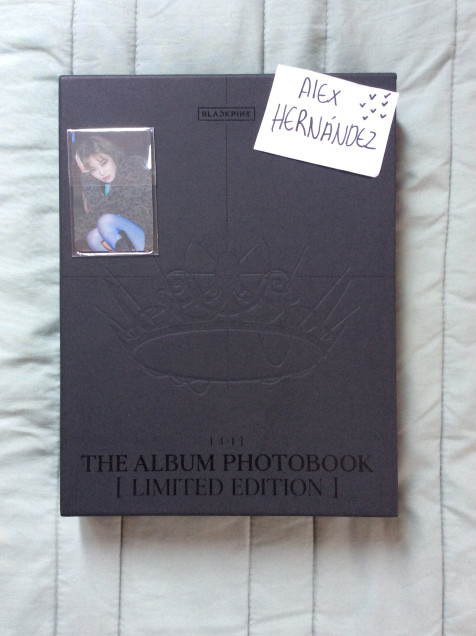 ALEX
HERNÁNDEZ
BLACKPINK
THE ALBUM PHOTOBOOK
[ LIMITED EDITION ]